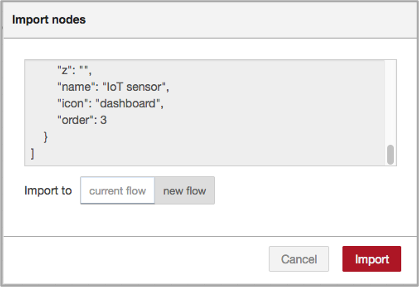 Import nodes
"z": "",
"name": "IoT sensor",
"icon": "dashboard",
"order": 3
}
]
Import to current flow new flow
Cancel Import